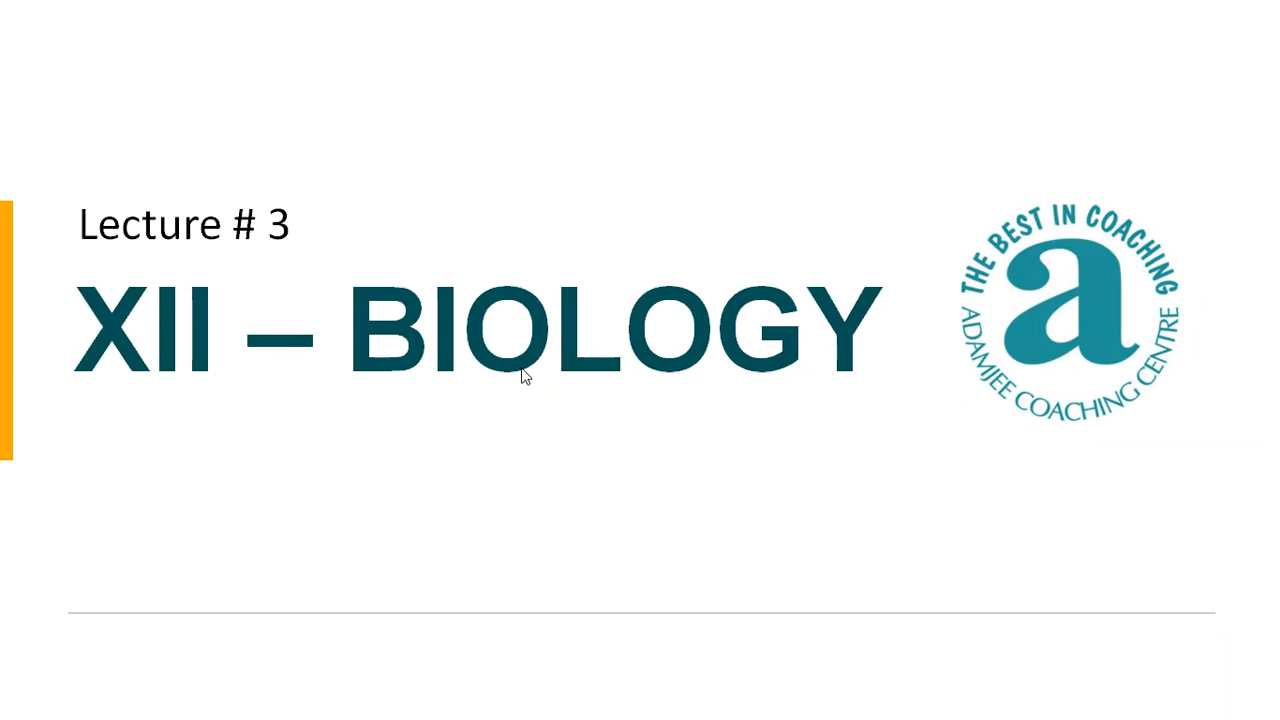 Lecture # 3
XII – BIOLOGY
THE BEST IN COACHING
a
ADAMJEE COACHING CENTRE